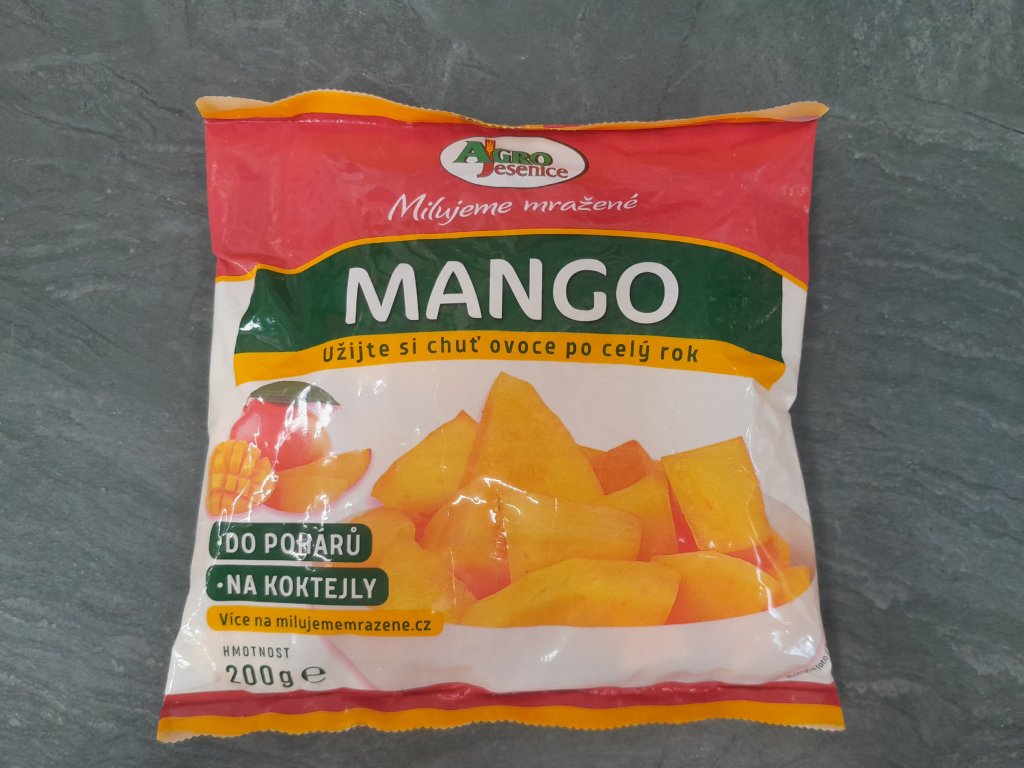 AGRO
Jesenice
Milujeme mražené
MANGO
Užijte si chuť ovoce po celý rok
·DO POHÁRŮ
·NA KOKTEJLY
Více na milujememrazene.cz
HMOTNOST
200g ℮
foto